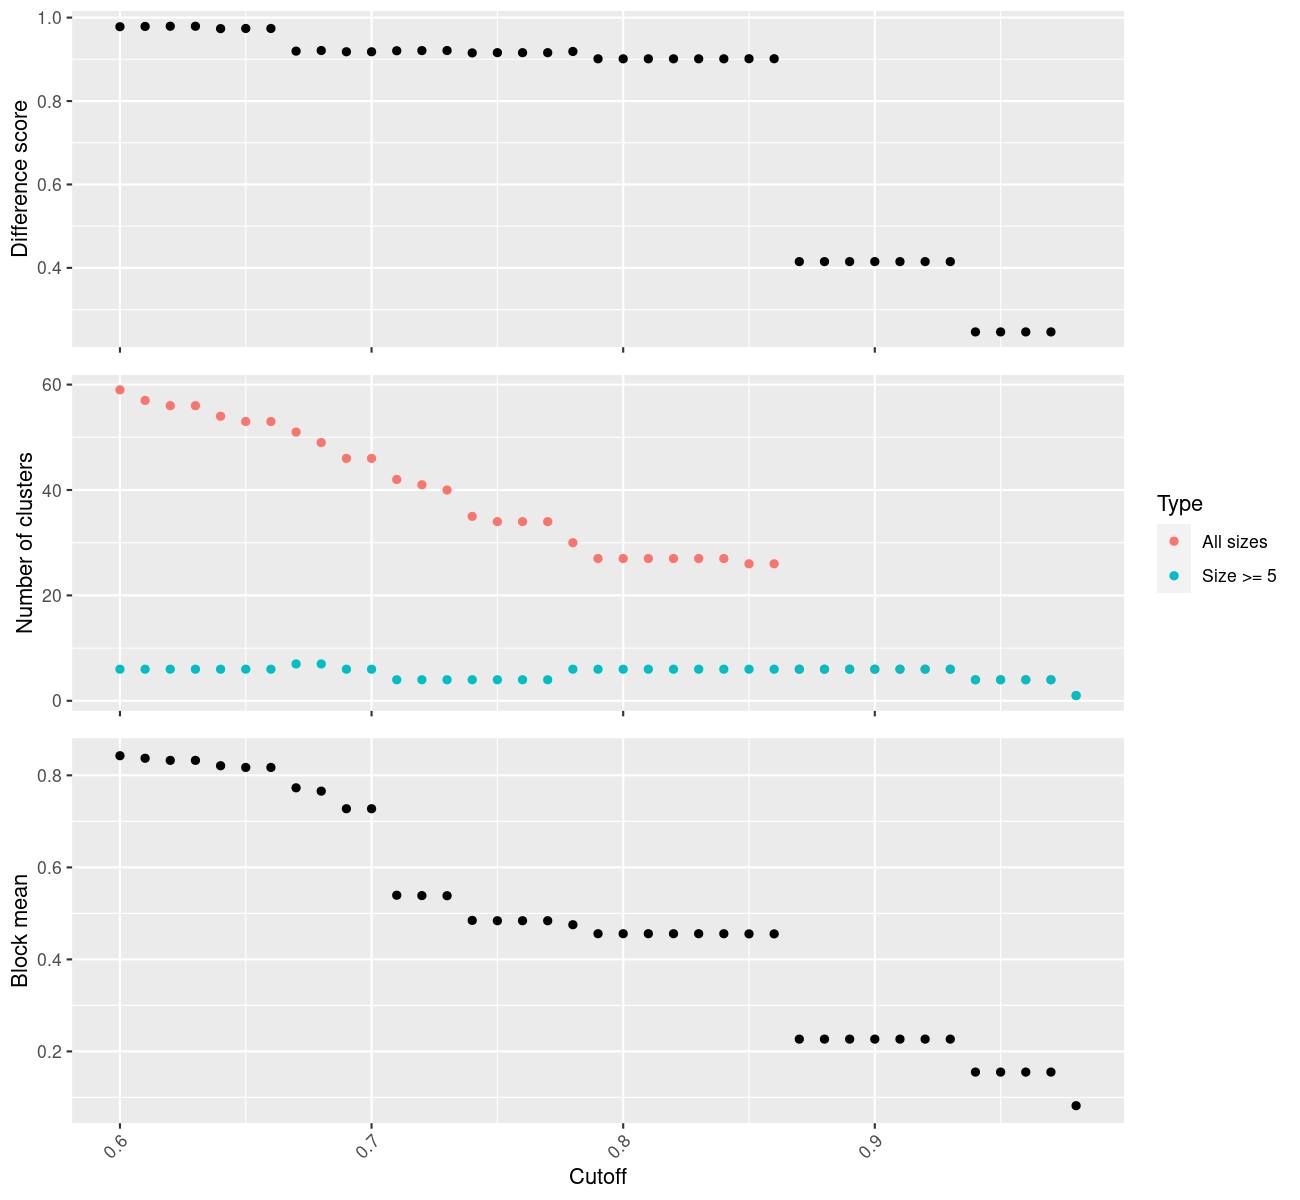 Difference score
1.0
0.8
0.6
0.4
Number of clusters
60
40
20
0
Type
All sizes
Size >= 5
Block mean
0.8
0.6
0.4
0.2
0.6
0.7
0.8
0.9
Cutoff